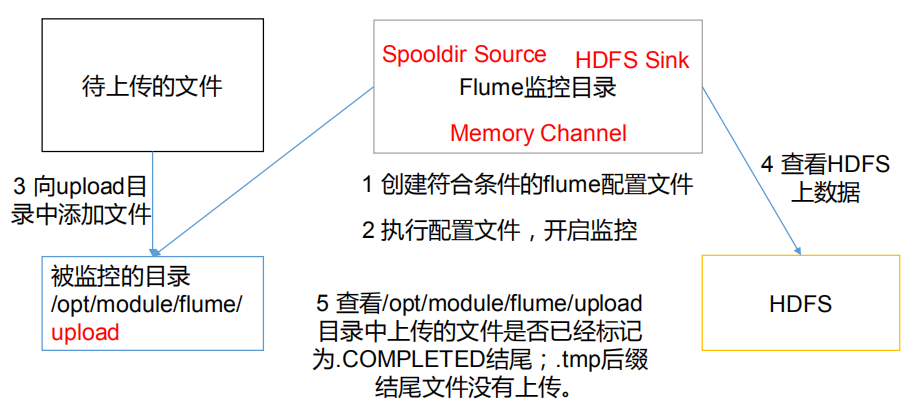 待上传的文件
Spooldir Source
HDFS Sink
Flume监控目录
Memory Channel
3 向upload目
录中添加文件
1 创建符合条件的flume配置文件
2 执行配置文件，开启监控
4 查看HDFS
上数据
被监控的目录
/opt/module/flume/
upload
5 查看/opt/module/flume/upload
目录中上传的文件是否已经标记
为.COMPLETED结尾；.tmp后缀
结尾文件没有上传。
HDFS